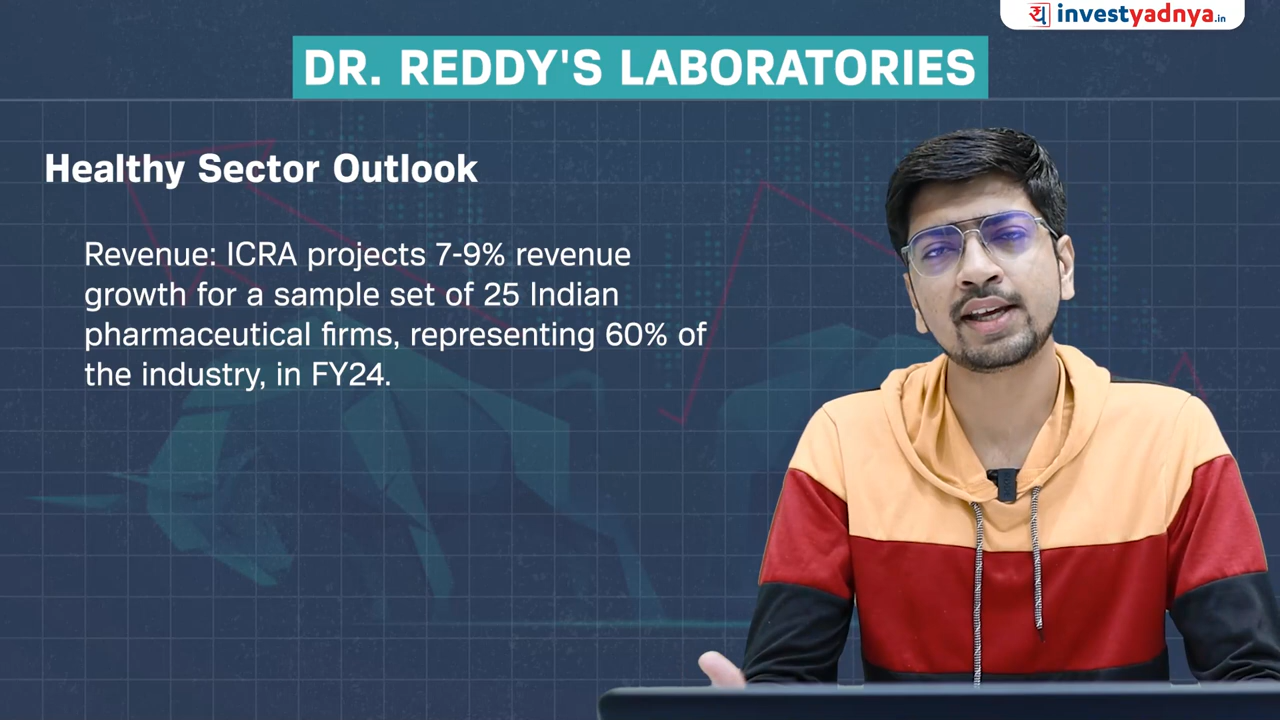 investyadnya.in
DR. REDDY'S LABORATORIES
Healthy Sector Outlook
Revenue: ICRA projects 7-9% revenue
growth for a sample set of 25 Indian
pharmaceutical firms, representing 60% of
the industry, in FY24.